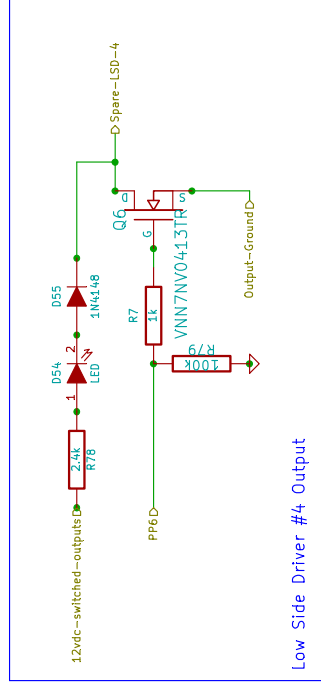 Spare-LSD-4
D
S
Q6
G
VNN7NV0413TR
Output-Ground
D55
1N4148
R7
1k
R79
100k
2
D54
LED
1
2.4k
R78
PP6
12vdc-switched-outputs
Low Side Driver #4 Output